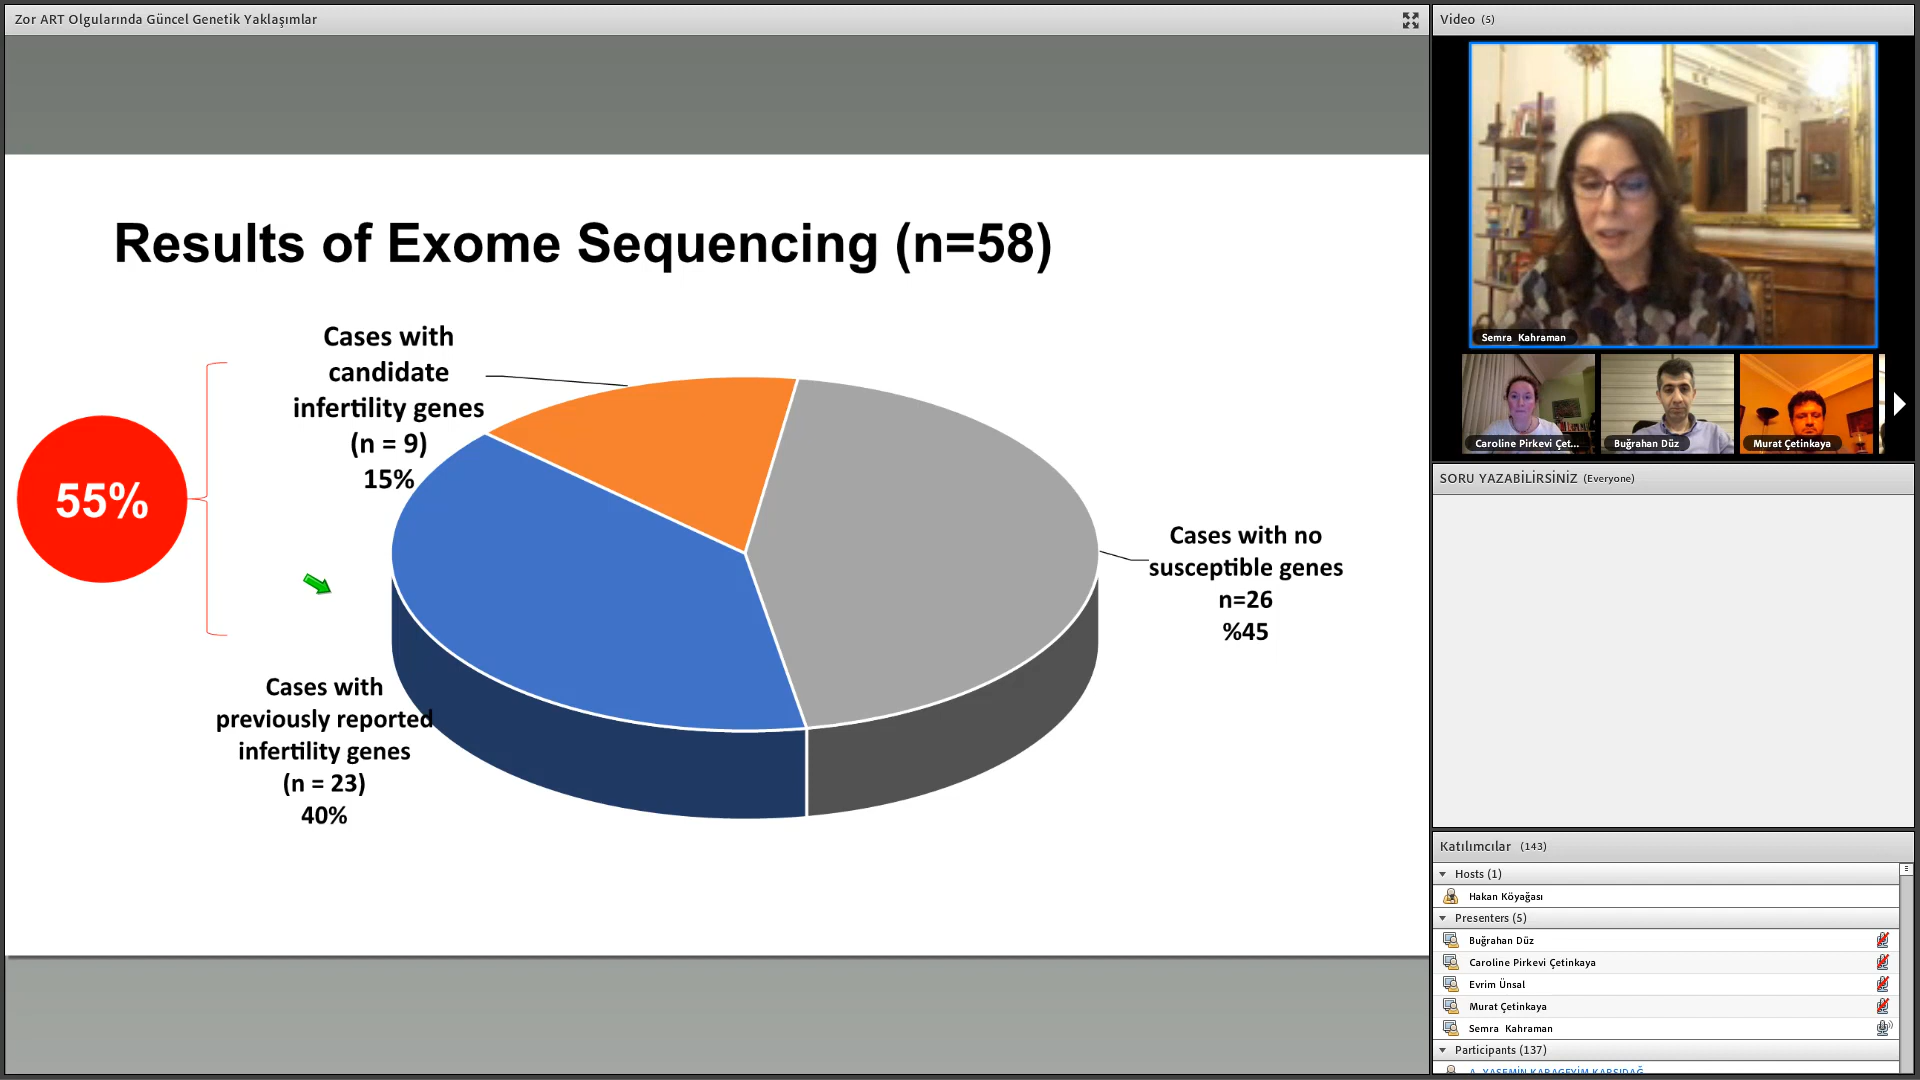 Zor ART Olgularında Güncel Genetik Yaklaşımlar
Results of Exome Sequencing (n=58)
Cases with
candidate
infertility genes
(n = 9)
15%
55%
Cases with no
susceptible genes
n=26
%45
Cases with
previously reported
infertility genes
(n = 23)
40%
Video (5)
Semra Kahraman
Caroline Pirkevi Çet...
Buğrahan Düz
Murat Çetinkaya
SORU YAZABİLİRSİNİZ (Everyone)
Katılımcılar (143)
Hosts (1)
Hakan Köyağası
Presenters (5)
Buğrahan Düz
Caroline Pirkevi Çetinkaya
Evrim Ünsal
Murat Çetinkaya
Semra Kahraman
Participants (137)
A. YASEMİN KARAGEYİM KARŞIDAĞ